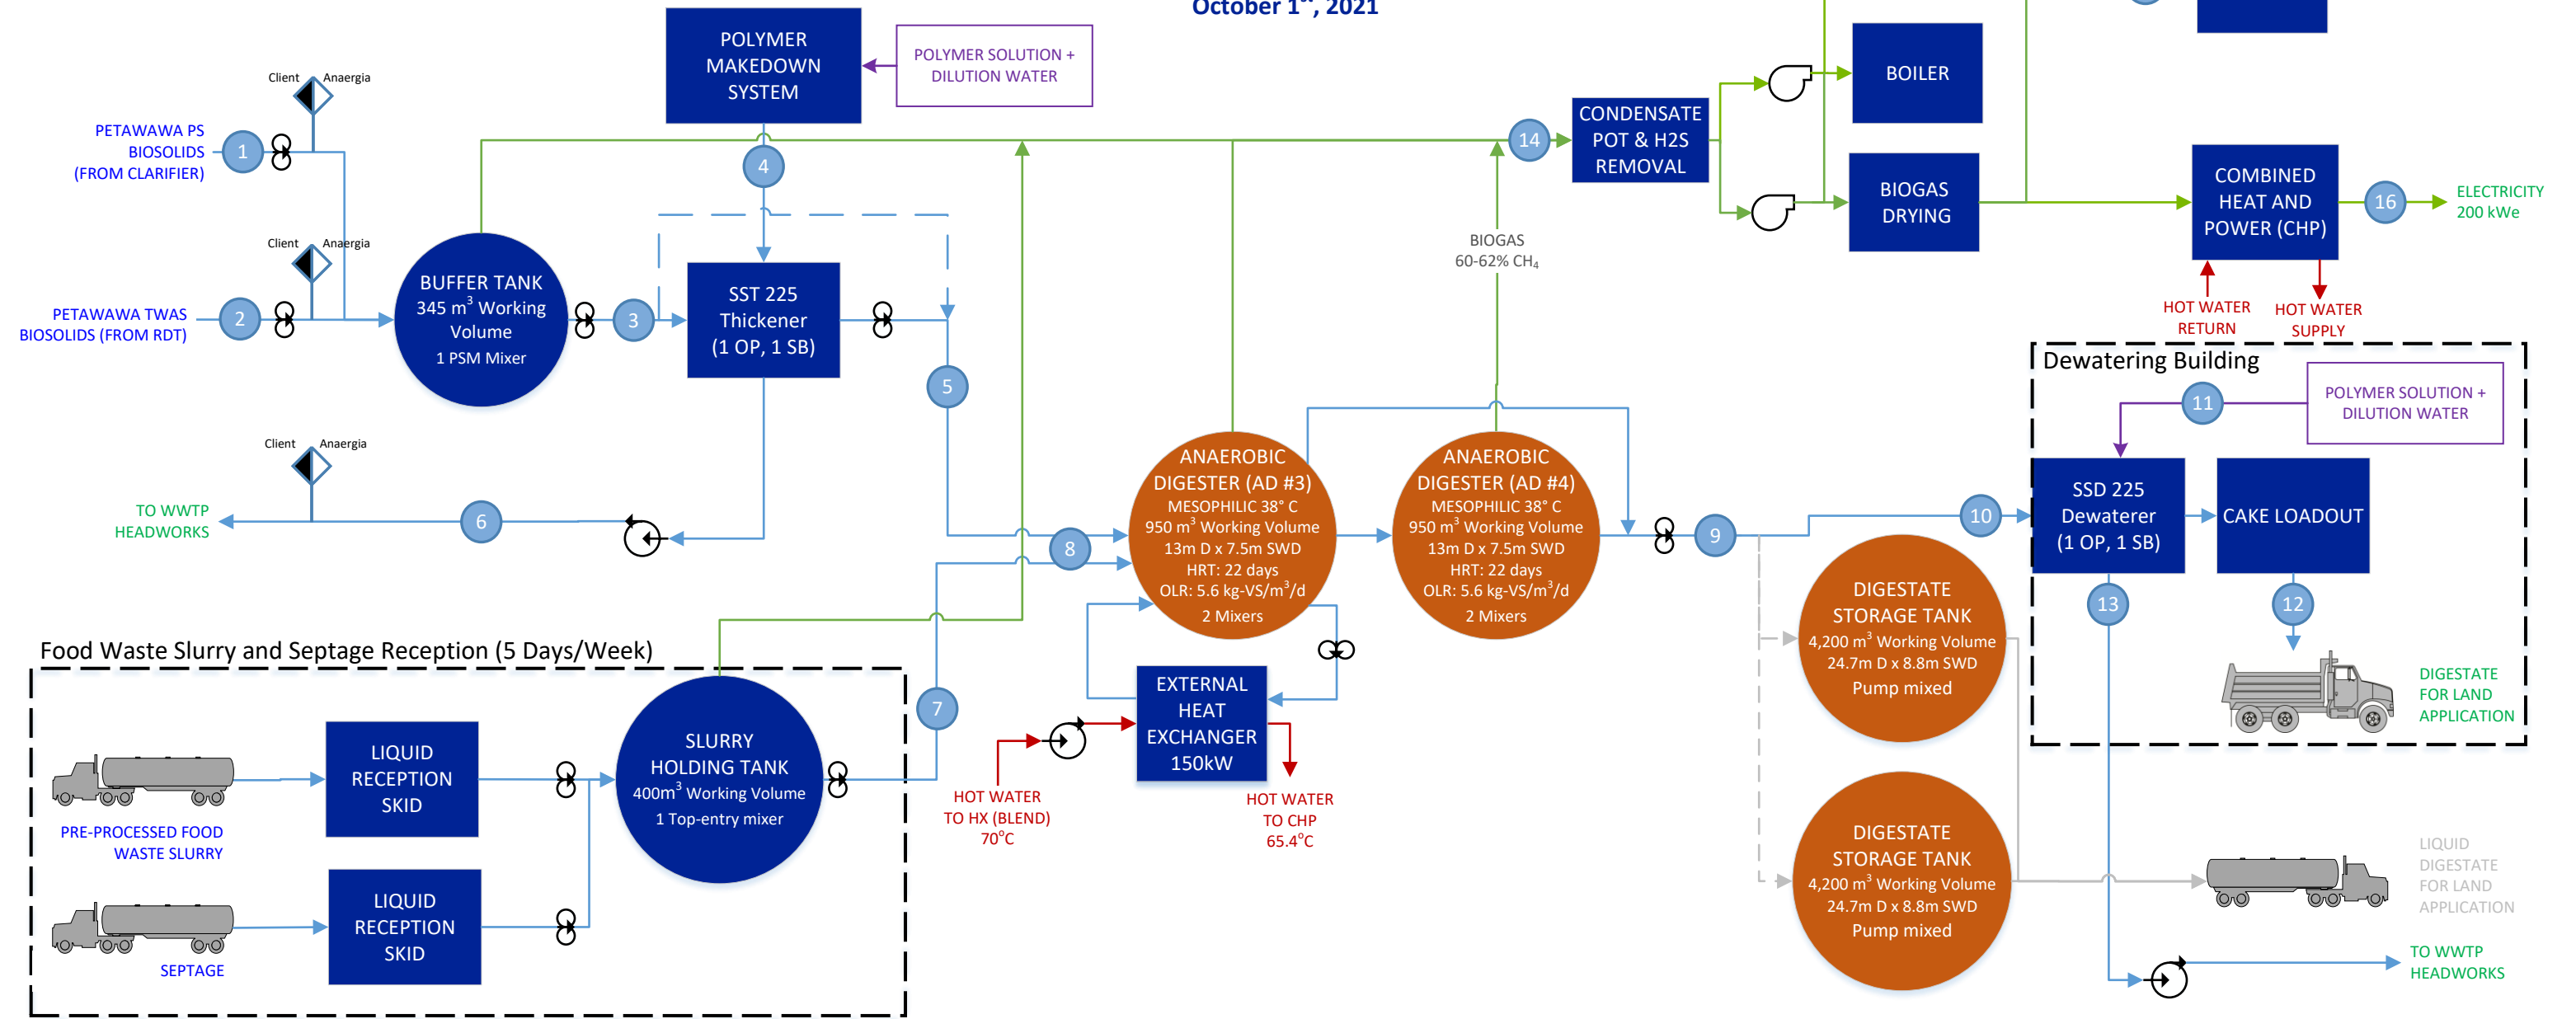 October 1st, 2021
POLYMER
MAKEDOWN
SYSTEM
POLYMER SOLUTION +
DILUTION WATER
Client
Anaergia
PETAWAWA PS
BIOSOLIDS
(FROM CLARIFIER)
1
4
14
CONDENSATE
POT & H2S
REMOVAL
BOILER
BIOGAS
DRYING
COMBINED
HEAT AND
POWER (CHP)
16
ELECTRICITY
200 kWe
HOT WATER
RETURN
HOT WATER
SUPPLY
Client
Anaergia
PETAWAWA TWAS
BIOSOLIDS (FROM RDT)
2
BUFFER TANK
345 m³ Working
Volume
1 PSM Mixer
3
SST 225
Thickener
(1 OP, 1 SB)
5
BIOGAS
60-62% CH₄
Client
Anaergia
TO WWTP
HEADWORKS
6
8
ANAEROBIC
DIGESTER (AD #3)
MESOPHILIC 38° C
950 m³ Working Volume
13m D x 7.5m SWD
HRT: 22 days
OLR: 5.6 kg-VS/m³/d
2 Mixers
ANAEROBIC
DIGESTER (AD #4)
MESOPHILIC 38° C
950 m³ Working Volume
13m D x 7.5m SWD
HRT: 22 days
OLR: 5.6 kg-VS/m³/d
2 Mixers
9
10
Dewatering Building
11
POLYMER SOLUTION +
DILUTION WATER
SSD 225
Dewaterer
(1 OP, 1 SB)
CAKE LOADOUT
13
12
DIGESTATE
FOR LAND
APPLICATION
DIGESTATE
STORAGE TANK
4,200 m³ Working Volume
24.7m D x 8.8m SWD
Pump mixed
DIGESTATE
STORAGE TANK
4,200 m³ Working Volume
24.7m D x 8.8m SWD
Pump mixed
LIQUID
DIGESTATE
FOR LAND
APPLICATION
TO WWTP
HEADWORKS
Food Waste Slurry and Septage Reception (5 Days/Week)
PRE-PROCESSED FOOD
WASTE SLURRY
LIQUID
RECEPTION
SKID
SEPTAGE
LIQUID
RECEPTION
SKID
SLURRY
HOLDING TANK
400m³ Working Volume
1 Top-entry mixer
7
HOT WATER
TO HX (BLEND)
70°C
EXTERNAL
HEAT
EXCHANGER
150kW
HOT WATER
TO CHP
65.4°C